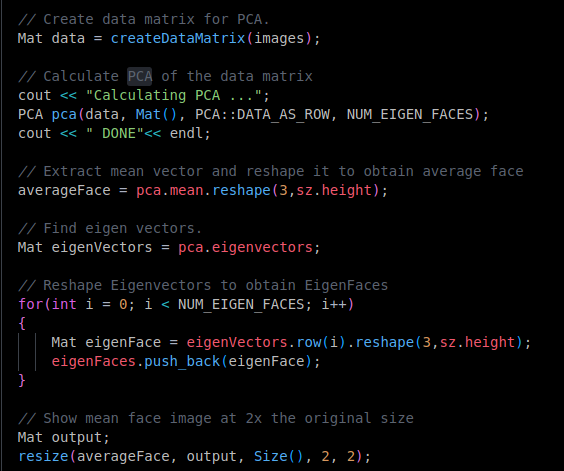 // Create data matrix for PCA.
Mat data = createDataMatrix(images);
// Calculate PCA of the data matrix
cout << "Calculating PCA ...";
PCA pca(data, Mat(), PCA::DATA_AS_ROW, NUM_EIGEN_FACES);
cout << " DONE"<< endl;
// Extract mean vector and reshape it to obtain average face
averageFace = pca.mean.reshape(3,sz.height);
// Find eigen vectors.
Mat eigenVectors = pca.eigenvectors;
// Reshape Eigenvectors to obtain EigenFaces
for(int i = 0; i < NUM_EIGEN_FACES; i++)
{
    Mat eigenFace = eigenVectors.row(i).reshape(3,sz.height);
    eigenFaces.push_back(eigenFace);
}
// Show mean face image at 2x the original size
Mat output;
resize(averageFace, output, Size(), 2, 2);